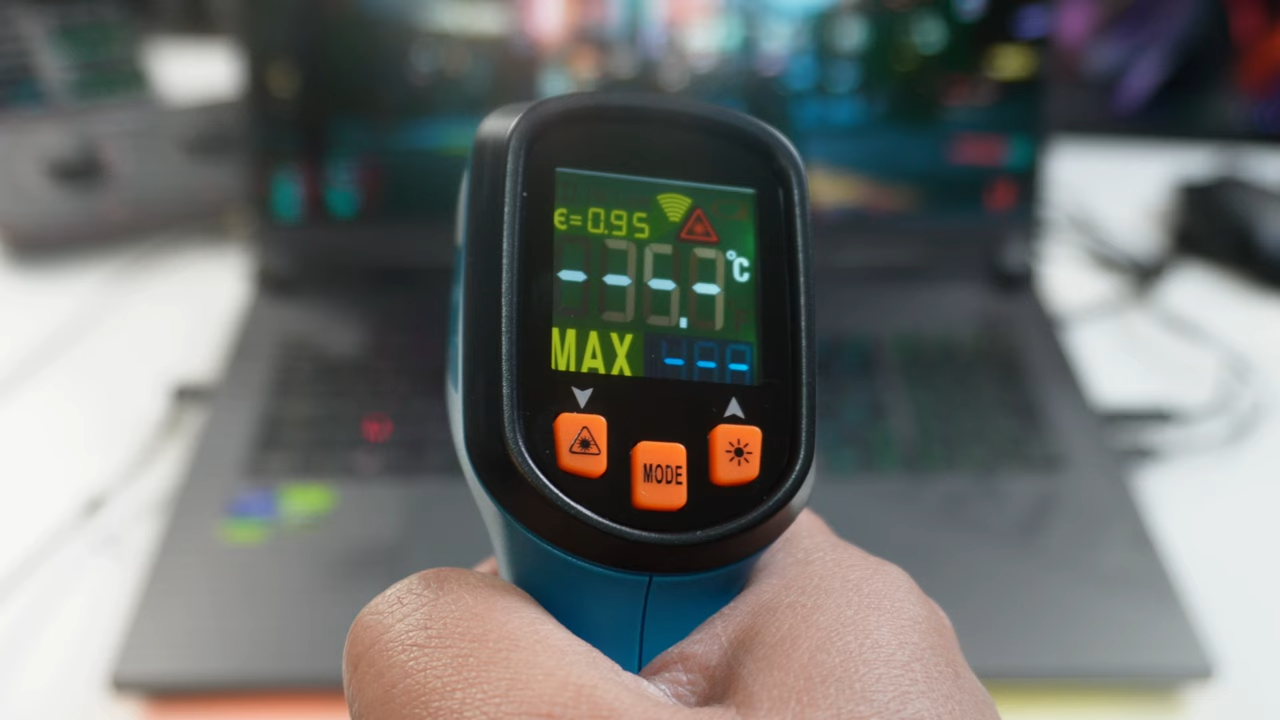 ϵ=0.95
---.- °C
MAX ---
MODE